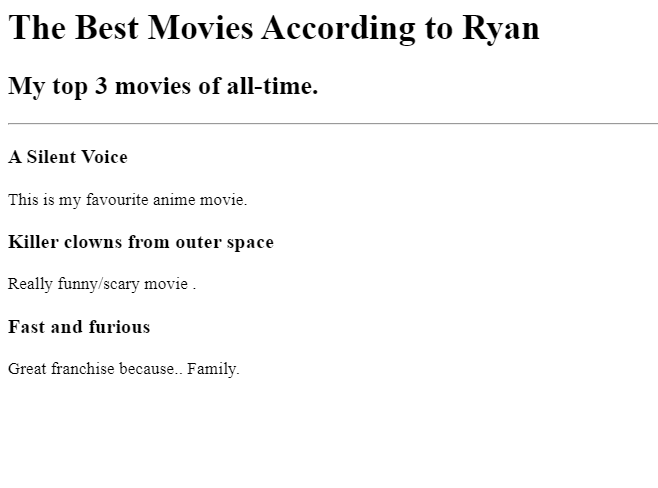 The Best Movies According to Ryan
My top 3 movies of all-time.
A Silent Voice
This is my favourite anime movie.
Killer clowns from outer space
Really funny/scary movie .
Fast and furious
Great franchise because.. Family.